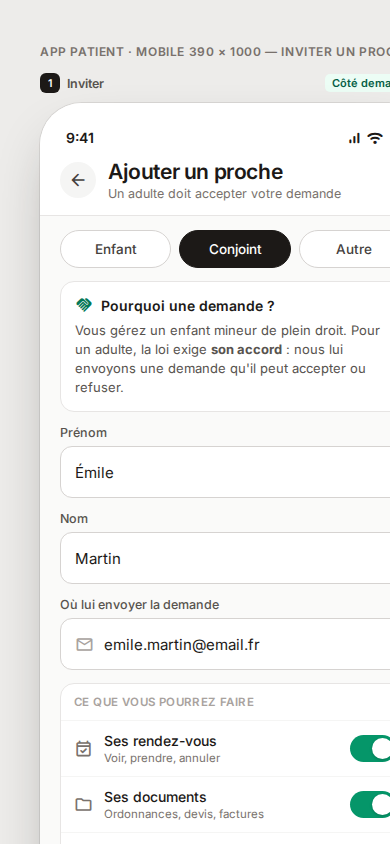 APP PATIENT · MOBILE 390 × 1000 — INVITER UN
1 Inviter
Côté
9:41
Ajouter un proche
Un adulte doit accepter votre demande
Enfant Conjoint Autre
Pourquoi une demande ?
Vous gérez un enfant mineur de plein droit. Pour
un adulte, la loi exige son accord : nous lui
envoyons une demande qu'il peut accepter ou
refuser.
Prénom
Émile
Nom
Martin
Où lui envoyer la demande
emile.martin@email.fr
CE QUE VOUS POURREZ FAIRE
Ses rendez-vous
Voir, prendre, annuler
Ses documents
Ordonnances, devis, factures